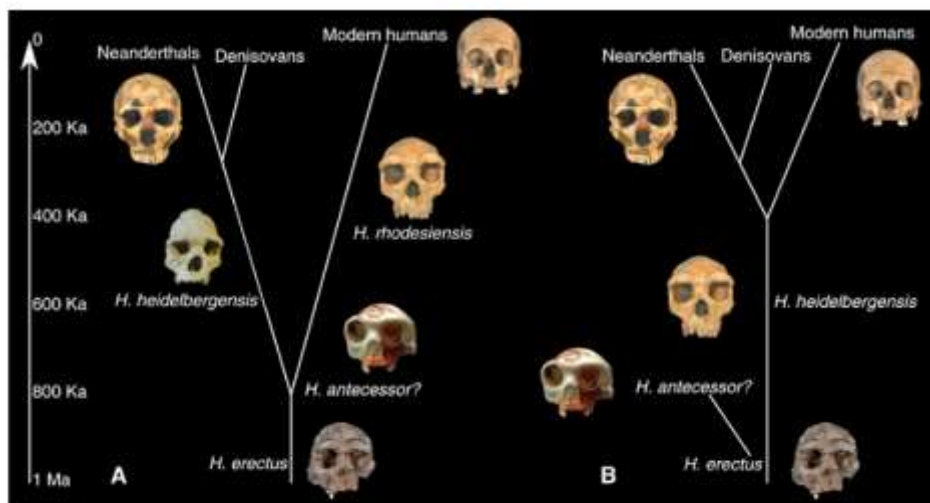 0
200 Ka
400 Ka
600 Ka
800 Ka
1 Ma
Neanderthals
Denisovans
Modern humans
H. rhodesiensis
H. heidelbergensis
H. antecessor?
H. erectus
A
Neanderthals
Denisovans
Modern humans
H. heidelbergensis
H. antecessor?
H. erectus
B